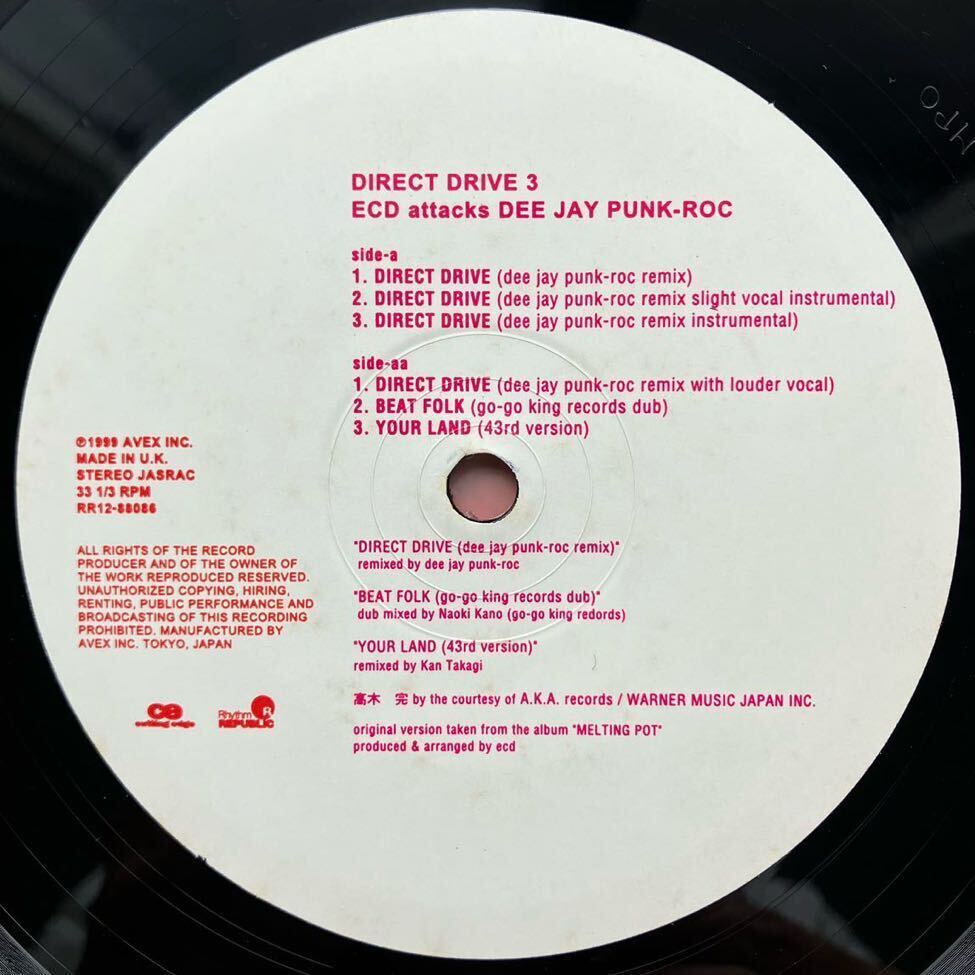 DIRECT DRIVE 3
ECD attacks DEE JAY PUNK-ROC
side-a
1. DIRECT DRIVE (dee jay punk-roc remix)
2. DIRECT DRIVE (dee jay punk-roc remix slight vocal instrumental)
3. DIRECT DRIVE (dee jay punk-roc remix instrumental)
side-aa
1. DIRECT DRIVE (dee jay punk-roc remix with louder vocal)
2. BEAT FOLK (go-go king records dub)
3. YOUR LAND (43rd version)
℗1999 AVEX INC.
MADE IN U.K.
STEREO JASRAC
33 1/3 RPM
RR12-88086
ALL RIGHTS OF THE RECORD
PRODUCER AND OF THE OWNER OF
THE WORK REPRODUCED RESERVED.
UNAUTHORIZED COPYING, HIRING,
RENTING, PUBLIC PERFORMANCE AND
BROADCASTING OF THIS RECORDING
PROHIBITED. MANUFACTURED BY
AVEX INC. TOKYO, JAPAN
"DIRECT DRIVE (dee jay punk-roc remix)"
remixed by dee jay punk-roc
"BEAT FOLK (go-go king records dub)"
dub mixed by Naoki Kano (go-go king redords)
"YOUR LAND (43rd version)"
remixed by Kan Takagi
高木 完 by the courtesy of A.K.A. records / WARNER MUSIC JAPAN INC.
original version taken from the album "MELTING POT"
produced & arranged by ecd
ce
cutting edge
Rhythm
REPUBLIC
MPO